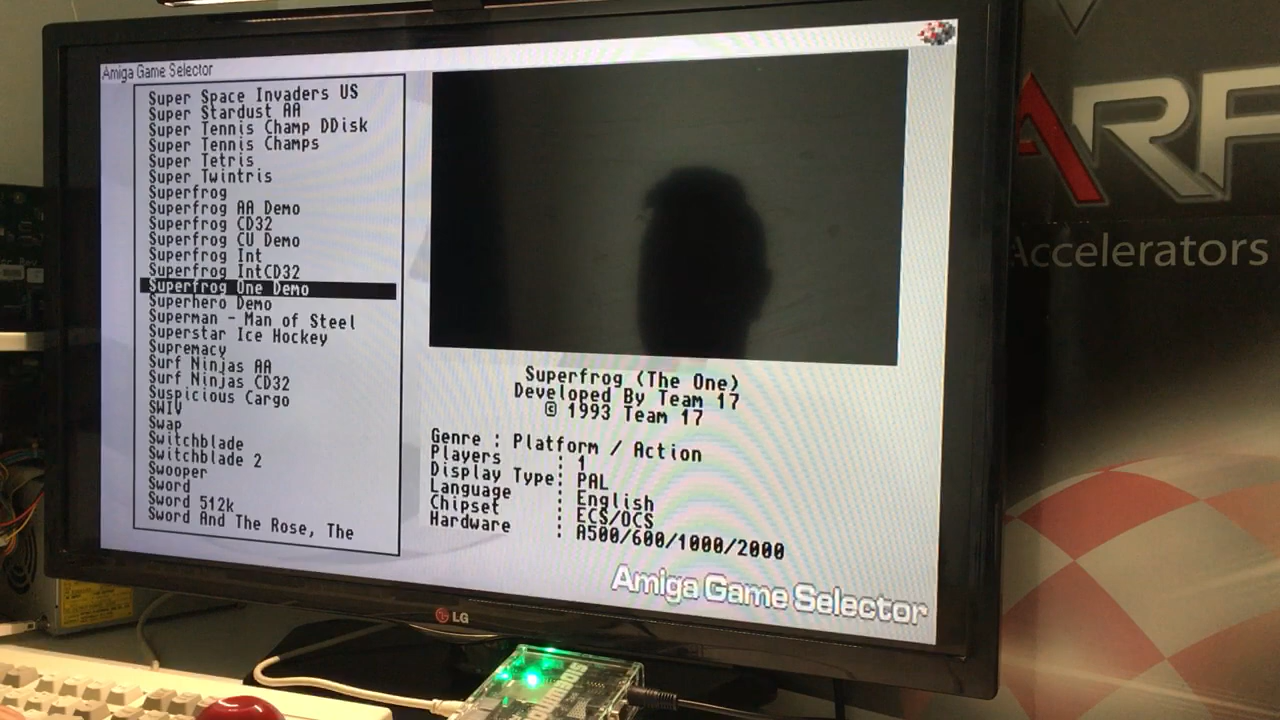 Amiga Game Selector
Super Space Invaders US
Super Stardust AA
Super Tennis Champ DDisk
Super Tennis Champs
Super Tetris
Super Twintris
Superfrog
Superfrog AA Demo
Superfrog CD32
Superfrog CU Demo
Superfrog Int
Superfrog IntCD32
Superfrog One Demo
Superhero Demo
Superman - Man of Steel
Superstar Ice Hockey
Supremacy
Surf Ninjas AA
Surf Ninjas CD32
Suspicious Cargo
SWIV
Swap
Switchblade
Switchblade 2
Swooper
Sword
Sword 512k
Sword And The Rose, The
Superfrog (The One)
Developed By Team 17
© 1993 Team 17
Genre : Platform / Action
Players : 1
Display Type: PAL
Language : English
Chipset : ECS/OCS
Hardware : A500/600/1000/2000
Amiga Game Selector
LG
ARP
Accelerators